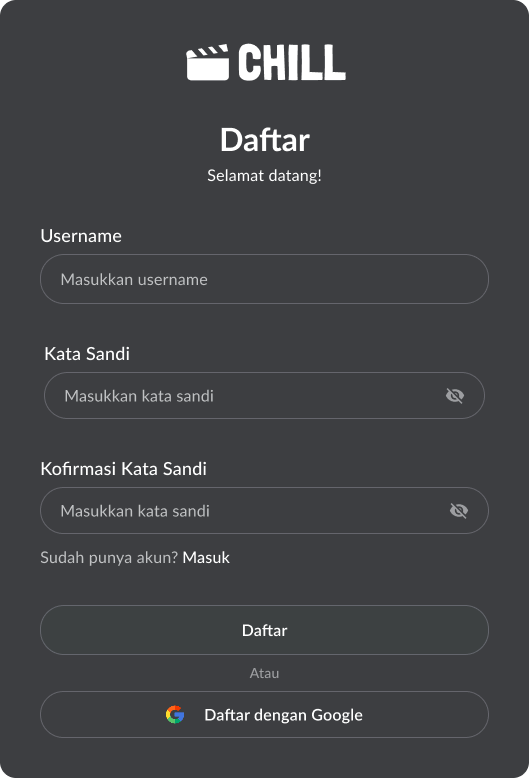 CHILL
Daftar
Selamat datang!
Username
Masukkan username
Kata Sandi
Masukkan kata sandi
Kofirmasi Kata Sandi
Masukkan kata sandi
Sudah punya akun? Masuk
Daftar
Atau
Daftar dengan Google